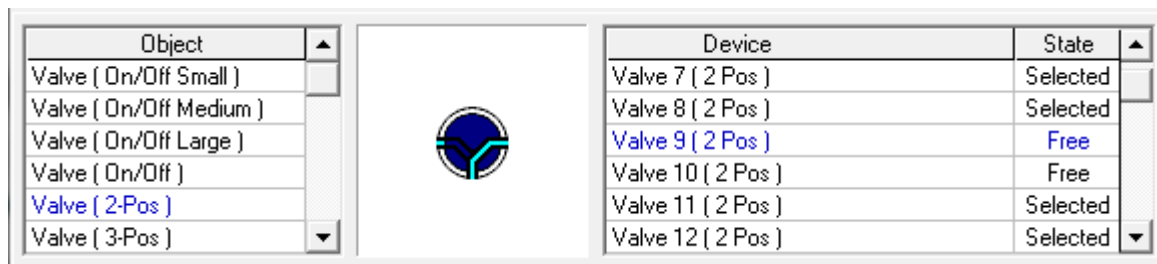 Object
Valve ( On/Off Small )
Valve ( On/Off Medium )
Valve ( On/Off Large )
Valve ( On/Off )
Valve ( 2-Pos )
Valve ( 3-Pos )
Device State
Valve 7 ( 2 Pos ) Selected
Valve 8 ( 2 Pos ) Selected
Valve 9 ( 2 Pos ) Free
Valve 10 ( 2 Pos ) Free
Valve 11 ( 2 Pos ) Selected
Valve 12 ( 2 Pos ) Selected